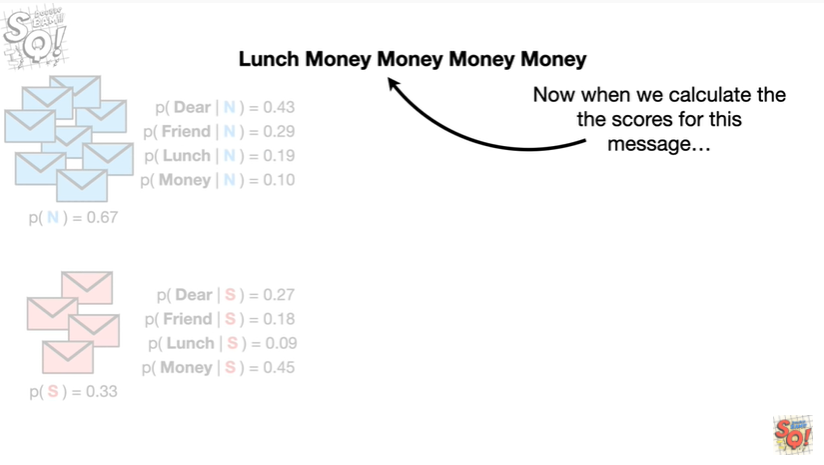 SQ!
Lunch Money Money Money Money
Now when we calculate the
the scores for this
message…
p( Dear | N ) = 0.43
p( Friend | N ) = 0.29
p( Lunch | N ) = 0.19
p( Money | N ) = 0.10
p( N ) = 0.67
p( Dear | S ) = 0.27
p( Friend | S ) = 0.18
p( Lunch | S ) = 0.09
p( Money | S ) = 0.45
p( S ) = 0.33
SQ!